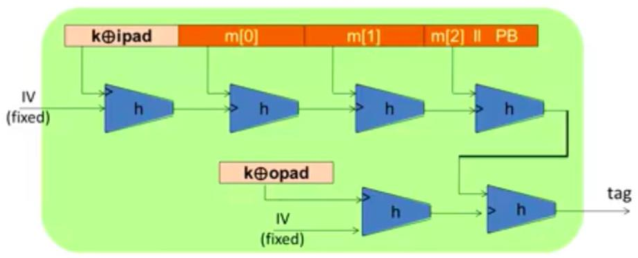 k⊕ipad m[0] m[1] m[2] ll PB
IV
(fixed)
h h h h
k⊕opad
tag
h h
IV
(fixed)